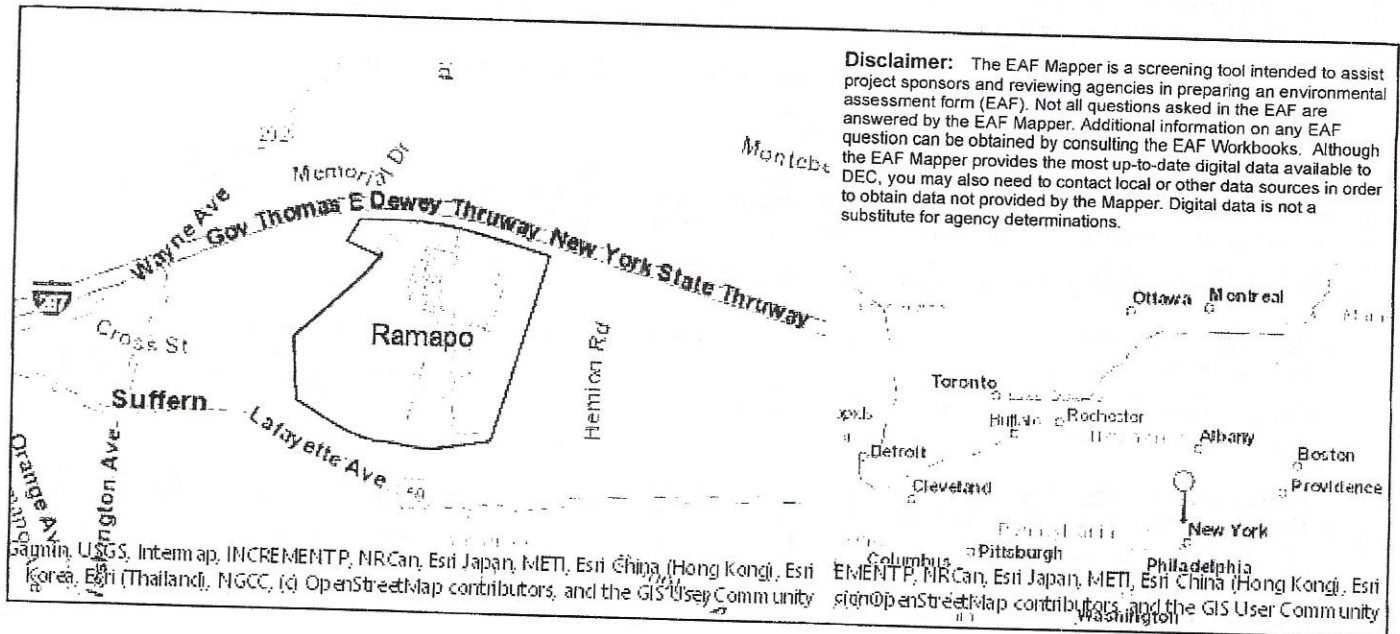 Disclaimer: The EAF Mapper is a screening tool intended to assist
project sponsors and reviewing agencies in preparing an environmental
assessment form (EAF). Not all questions asked in the EAF are
answered by the EAF Mapper. Additional information on any EAF
question can be obtained by consulting the EAF Workbooks. Although
the EAF Mapper provides the most up-to-date digital data available to
DEC, you may also need to contact local or other data sources in order
to obtain data not provided by the Mapper. Digital data is not a
substitute for agency determinations.
202
Memorial Dr
Montebe
Wayne Ave
Gov Thomas E Dewey Thruway New York State Thruway
Cross St
Ramapo
Hemion Rd
Suffern
Lafayette Ave
59
Orange Av
Washington Ave
Garmin, USGS, Intermap, INCREMENT P, NRCan, Esri Japan, METI, Esri China (Hong Kong), Esri
Korea, Esri (Thailand), NGCC, (c) OpenStreetMap contributors, and the GIS User Community
Ottawa
Montreal
Toronto
Buffalo
Rochester
Albany
Detroit
Boston
Cleveland
Providence
New York
Pittsburgh
Columbus
Philadelphia
EMENT P, NRCan, Esri Japan, METI, Esri China (Hong Kong), Esri
OpenStreetMap contributors, and the GIS User Community
Washington